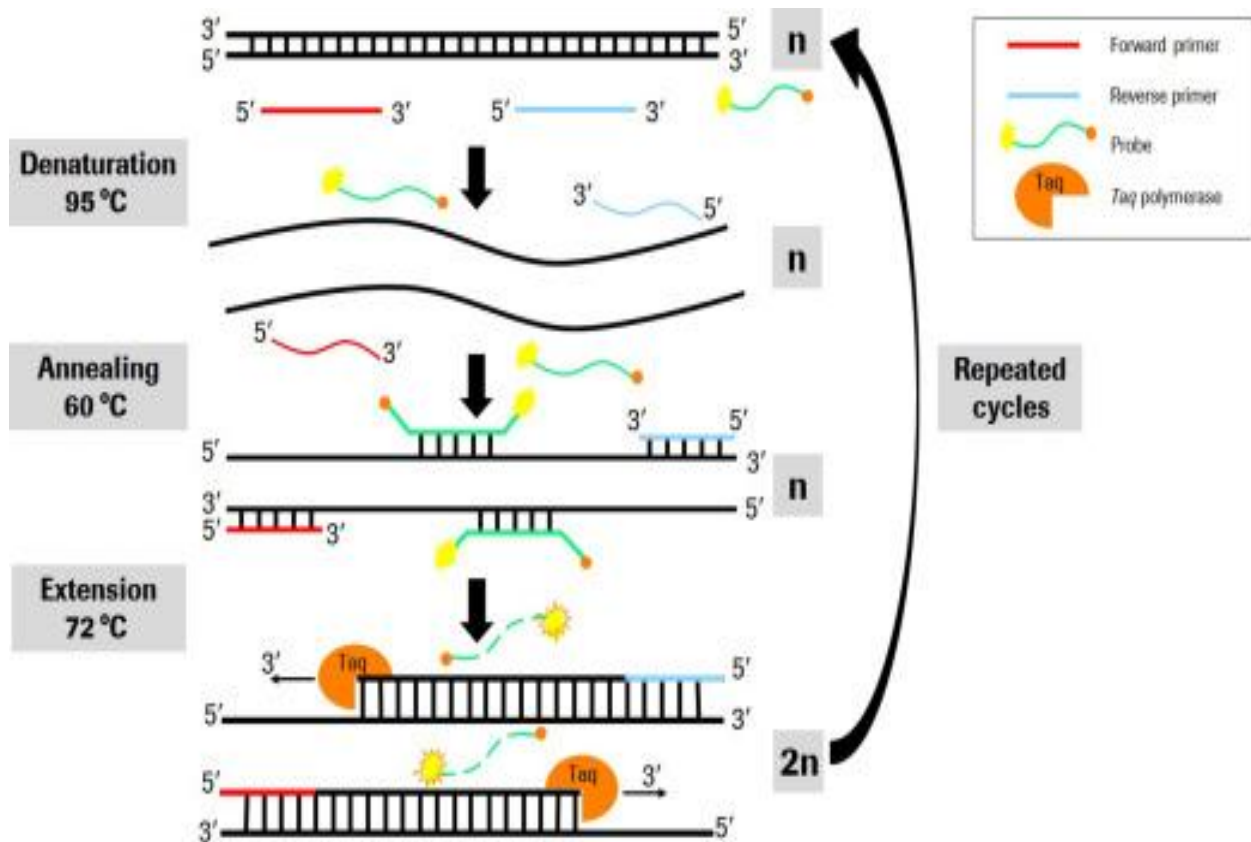 3′ 5′
5′ 3′
n
5′ 3′ 5′ 3′
Forward primer
Reverse primer
Probe
Taq
Taq polymerase
Denaturation
95 °C
3′ 5′
n
5′ 3′
Annealing
60 °C
Repeated
cycles
3′ 5′
5′ 3′
n
3′ 5′
5′ 3′
Extension
72 °C
3′ Taq 5′
5′ 3′
2n
5′ Taq 3′
3′ 5′